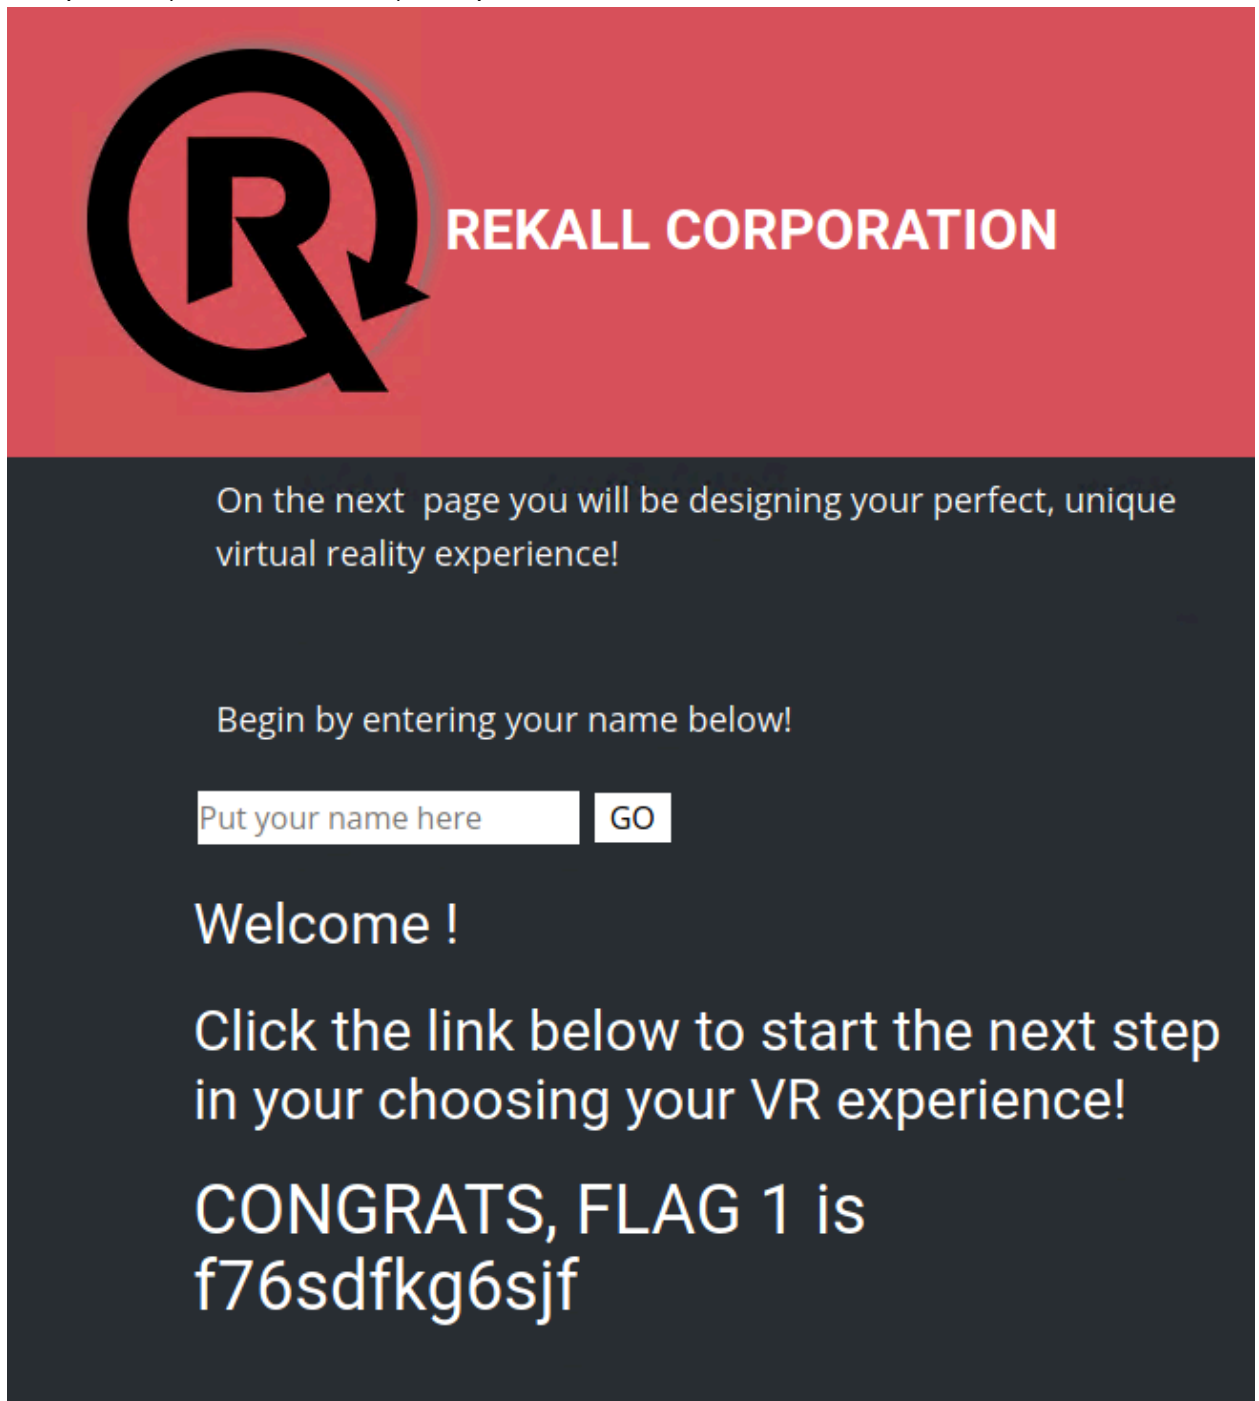 REKALL CORPORATION
On the next page you will be designing your perfect, unique
virtual reality experience!
Begin by entering your name below!
Put your name here GO
Welcome !
Click the link below to start the next step
in your choosing your VR experience!
CONGRATS, FLAG 1 is
f76sdfkg6sjf